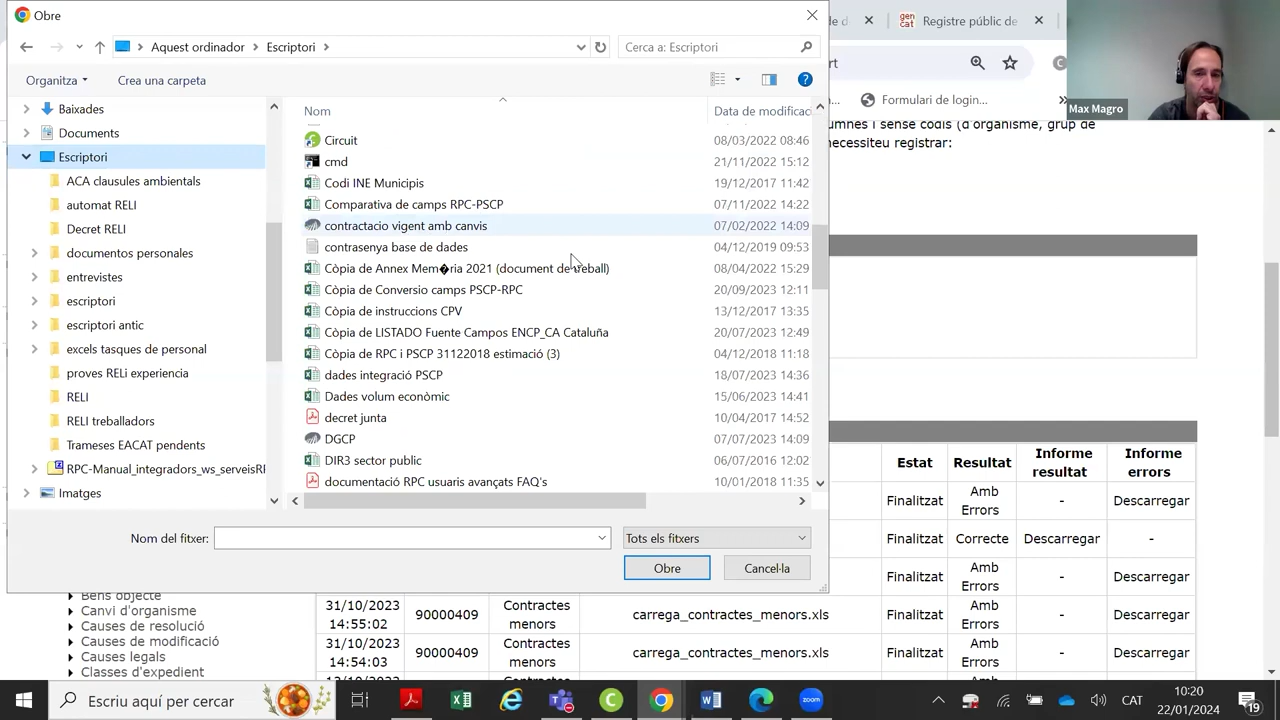 Obre
Aquest ordinador
Escriptori
Cerca a: Escriptori
Organitza
Crea una carpeta
Baixades
Documents
Escriptori
ACA clausules ambientals
automat RELI
Decret RELI
documentos personales
entrevistes
escriptori
escriptori antic
excels tasques de personal
proves RELi experiencia
RELI
RELI treballadors
Trameses EACAT pendents
RPC-Manual_integradors_ws_serveisRF
Imatges
Nom
Data de modificac
Circuit
08/03/2022 08:46
cmd
21/11/2022 15:12
Codi INE Municipis
19/12/2017 11:42
Comparativa de camps RPC-PSCP
07/11/2022 14:22
contractacio vigent amb canvis
07/02/2022 14:09
contrasenya base de dades
04/12/2019 09:53
Còpia de Annex Mem�ria 2021 (document de treball)
08/04/2022 15:29
Còpia de Conversio camps PSCP-RPC
20/09/2023 12:11
Còpia de instruccions CPV
13/12/2017 13:35
Còpia de LISTADO Fuente Campos ENCP_CA Cataluña
20/07/2023 12:49
Còpia de RPC i PSCP 31122018 estimació (3)
04/12/2018 11:18
dades integració PSCP
18/07/2023 14:36
Dades volum econòmic
15/06/2023 14:41
decret junta
10/04/2017 14:52
DGCP
07/07/2023 14:09
DIR3 sector public
06/07/2016 12:02
documentació RPC usuaris avançats FAQ's
10/01/2018 11:35
Nom del fitxer:
Tots els fitxers
Obre
Cancel·la
de d
gen
cat
Registre públic de
rt
Formulari de login...
Max Magro
umnes i sense codis (d'organisme, grup de
necessiteu registrar:
Estat
Resultat
Informe
resultat
Informe
errors
Finalitzat
Amb
Errors
-
Descarregar
Finalitzat
Correcte
Descarregar
-
Finalitzat
Amb
Errors
-
Descarregar
31/10/2023
14:55:02
90000409
Contractes
menors
carrega_contractes_menors.xls
Finalitzat
Amb
Errors
-
Descarregar
31/10/2023
14:54:03
90000409
Contractes
menors
carrega_contractes_menors.xls
Finalitzat
Amb
Errors
-
Descarregar
Bens objecte
Canvi d'organisme
Causes de resolució
Causes de modificació
Causes legals
Classes d'expedient
Escriu aquí per cercar
zoom
CAT
10:20
22/01/2024
19